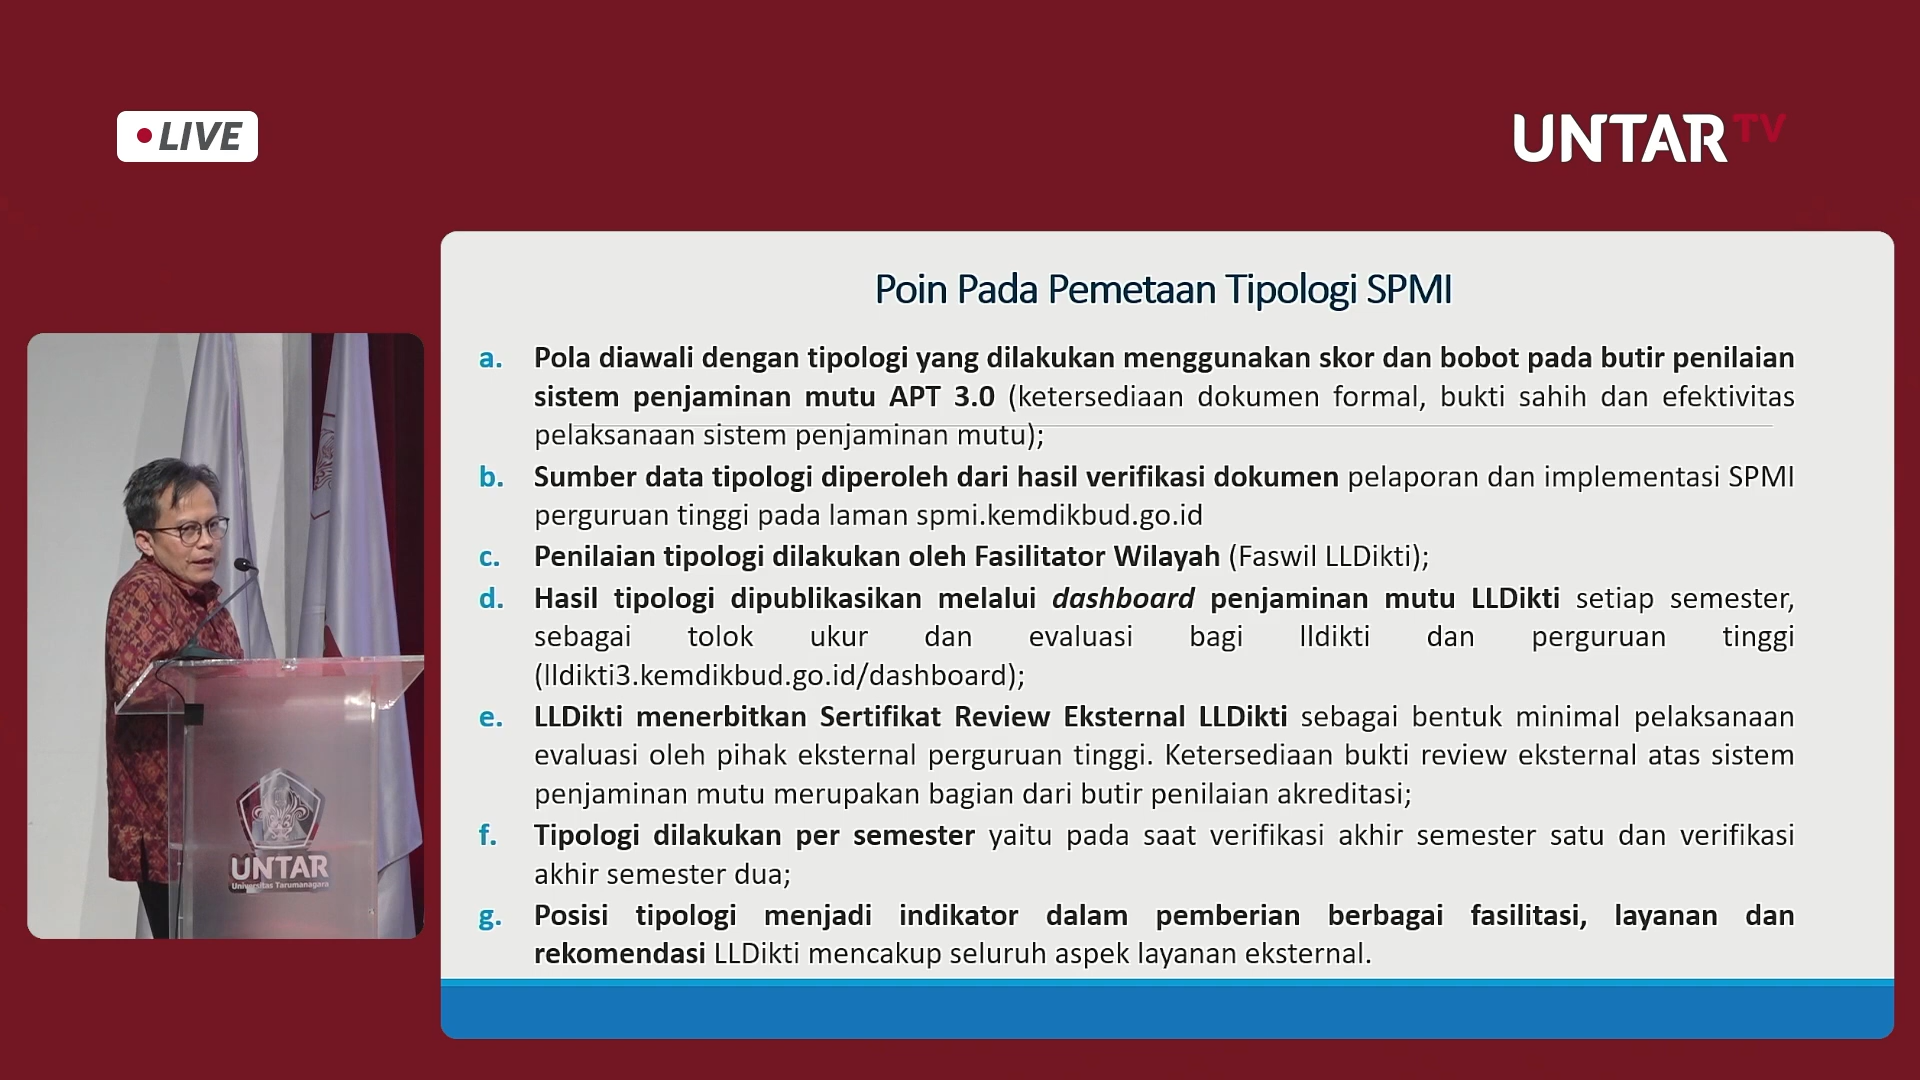 LIVE
UNTAR TV
Poin Pada Pemetaan Tipologi SPMI
a. Pola diawali dengan tipologi yang dilakukan menggunakan skor dan bobot pada butir penilaian
sistem penjaminan mutu APT 3.0 (ketersediaan dokumen formal, bukti sahih dan efektivitas
pelaksanaan sistem penjaminan mutu);
b. Sumber data tipologi diperoleh dari hasil verifikasi dokumen pelaporan dan implementasi SPMI
perguruan tinggi pada laman spmi.kemdikbud.go.id
c. Penilaian tipologi dilakukan oleh Fasilitator Wilayah (Faswil LLDikti);
d. Hasil tipologi dipublikasikan melalui dashboard penjaminan mutu LLDikti setiap semester,
sebagai tolok ukur dan evaluasi bagi lldikti dan perguruan tinggi
(lldikti3.kemdikbud.go.id/dashboard);
e. LLDikti menerbitkan Sertifikat Review Eksternal LLDikti sebagai bentuk minimal pelaksanaan
evaluasi oleh pihak eksternal perguruan tinggi. Ketersediaan bukti review eksternal atas sistem
penjaminan mutu merupakan bagian dari butir penilaian akreditasi;
f. Tipologi dilakukan per semester yaitu pada saat verifikasi akhir semester satu dan verifikasi
akhir semester dua;
g. Posisi tipologi menjadi indikator dalam pemberian berbagai fasilitasi, layanan dan
rekomendasi LLDikti mencakup seluruh aspek layanan eksternal.
UNTAR
Universitas Tarumanagara